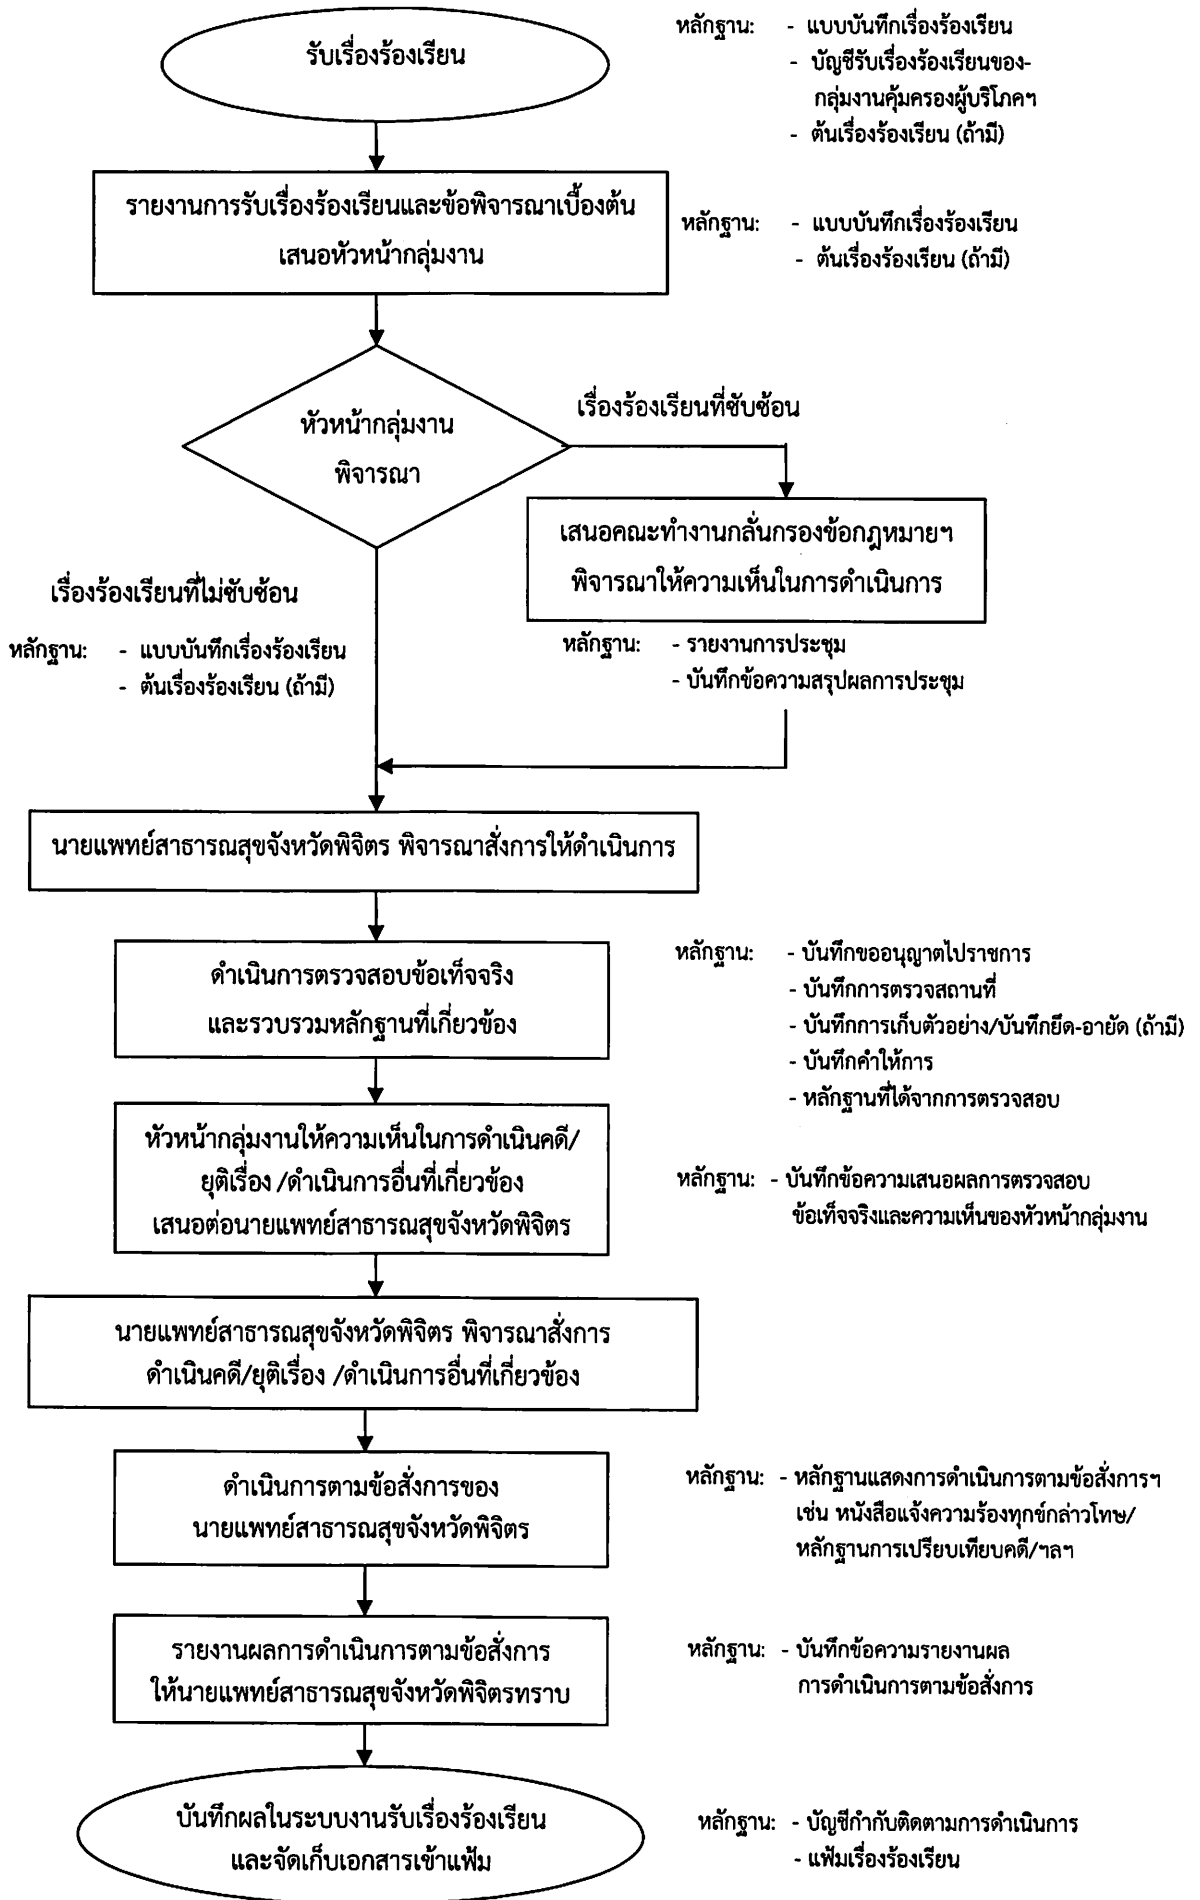 รับเรื่องร้องเรียน
หลักฐาน: - แบบบันทึกเรื่องร้องเรียน
- บัญชีรับเรื่องร้องเรียนของ-
กลุ่มงานคุ้มครองผู้บริโภคฯ
- ต้นเรื่องร้องเรียน (ถ้ามี)
รายงานการรับเรื่องร้องเรียนและข้อพิจารณาเบื้องต้น
เสนอหัวหน้ากลุ่มงาน
หลักฐาน: - แบบบันทึกเรื่องร้องเรียน
- ต้นเรื่องร้องเรียน (ถ้ามี)
หัวหน้ากลุ่มงาน
พิจารณา
เรื่องร้องเรียนที่ซับซ้อน
เสนอคณะทำงานกลั่นกรองข้อกฎหมายฯ
พิจารณาให้ความเห็นในการดำเนินการ
เรื่องร้องเรียนที่ไม่ซับซ้อน
หลักฐาน: - แบบบันทึกเรื่องร้องเรียน
- ต้นเรื่องร้องเรียน (ถ้ามี)
หลักฐาน: - รายงานการประชุม
- บันทึกข้อความสรุปผลการประชุม
นายแพทย์สาธารณสุขจังหวัดพิจิตร พิจารณาสั่งการให้ดำเนินการ
ดำเนินการตรวจสอบข้อเท็จจริง
และรวบรวมหลักฐานที่เกี่ยวข้อง
หลักฐาน: - บันทึกขออนุญาตไปราชการ
- บันทึกการตรวจสถานที่
- บันทึกการเก็บตัวอย่าง/บันทึกยึด-อายัด (ถ้ามี)
- บันทึกคำให้การ
- หลักฐานที่ได้จากการตรวจสอบ
หัวหน้ากลุ่มงานให้ความเห็นในการดำเนินคดี/
ยุติเรื่อง /ดำเนินการอื่นที่เกี่ยวข้อง
เสนอต่อนายแพทย์สาธารณสุขจังหวัดพิจิตร
หลักฐาน: - บันทึกข้อความเสนอผลการตรวจสอบ
ข้อเท็จจริงและความเห็นของหัวหน้ากลุ่มงาน
นายแพทย์สาธารณสุขจังหวัดพิจิตร พิจารณาสั่งการ
ดำเนินคดี/ยุติเรื่อง /ดำเนินการอื่นที่เกี่ยวข้อง
ดำเนินการตามข้อสั่งการของ
นายแพทย์สาธารณสุขจังหวัดพิจิตร
หลักฐาน: - หลักฐานแสดงการดำเนินการตามข้อสั่งการฯ
เช่น หนังสือแจ้งความร้องทุกข์กล่าวโทษ/
หลักฐานการเปรียบเทียบคดี/ฯลฯ
รายงานผลการดำเนินการตามข้อสั่งการ
ให้นายแพทย์สาธารณสุขจังหวัดพิจิตรทราบ
หลักฐาน: - บันทึกข้อความรายงานผล
การดำเนินการตามข้อสั่งการ
บันทึกผลในระบบงานรับเรื่องร้องเรียน
และจัดเก็บเอกสารเข้าแฟ้ม
หลักฐาน: - บัญชีกำกับติดตามการดำเนินการ
- แฟ้มเรื่องร้องเรียน